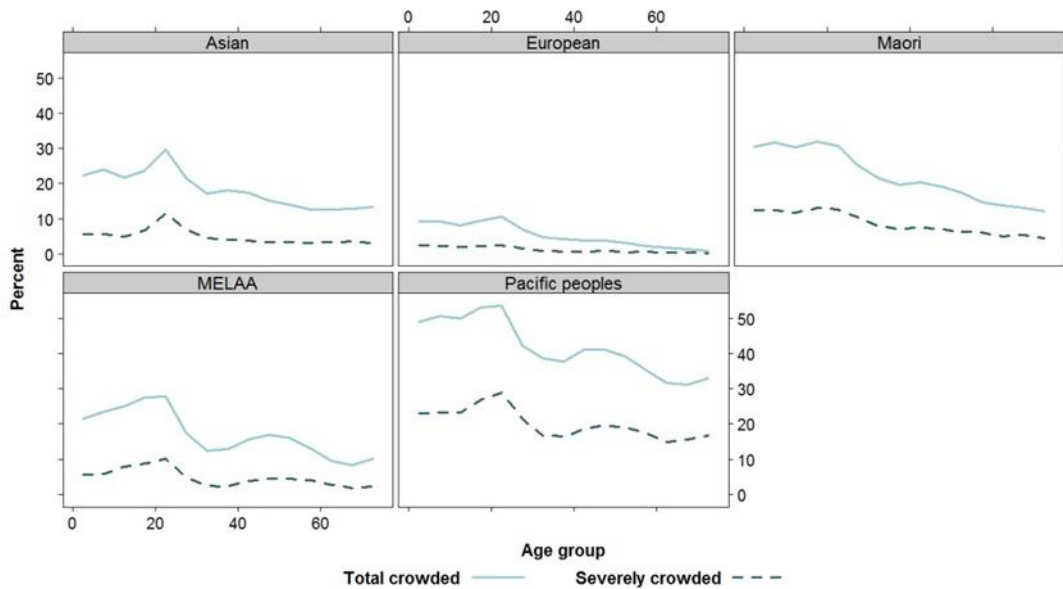 0 20 40 60
Asian European Maori
50
40
30
20
10
0
Percent
MELAA Pacific peoples
50
40
30
20
10
0
0 20 40 60
Age group
Total crowded Severely crowded